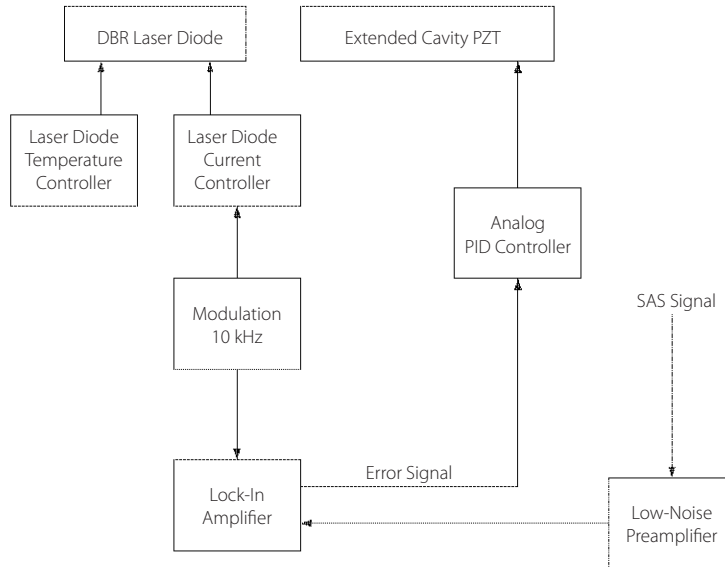 DBR Laser Diode
Extended Cavity PZT
Laser Diode
Temperature
Controller
Laser Diode
Current
Controller
Analog
PID Controller
Modulation
10 kHz
SAS Signal
Error Signal
Lock-In
Amplifier
Low-Noise
Preamplifier